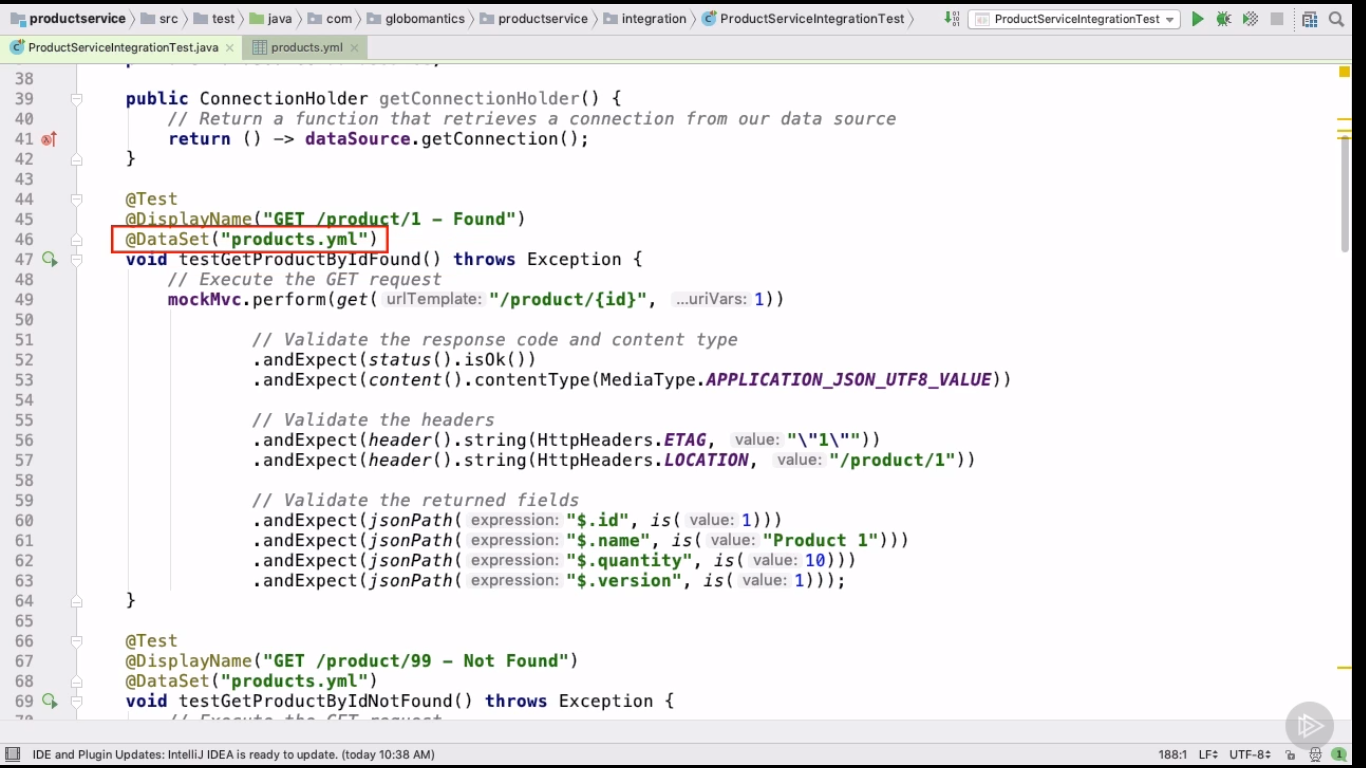 productservice src test java com globomantics productservice integration ProductServiceIntegrationTest ProductServiceIntegrationTest
ProductServiceIntegrationTest.java products.yml
38
39 public ConnectionHolder getConnectionHolder() {
40 // Return a function that retrieves a connection from our data source
41 return () -> dataSource.getConnection();
42 }
43
44 @Test
45 @DisplayName("GET /product/1 - Found")
46 @DataSet("products.yml")
47 void testGetProductByIdFound() throws Exception {
48 // Execute the GET request
49 mockMvc.perform(get( urlTemplate: "/product/{id}", ...uriVars: 1))
50
51 // Validate the response code and content type
52 .andExpect(status().isOk())
53 .andExpect(content().contentType(MediaType.APPLICATION_JSON_UTF8_VALUE))
54
55 // Validate the headers
56 .andExpect(header().string(HttpHeaders.ETAG, value: "\"1\""))
57 .andExpect(header().string(HttpHeaders.LOCATION, value: "/product/1"))
58
59 // Validate the returned fields
60 .andExpect(jsonPath( expression: "$.id", is( value: 1)))
61 .andExpect(jsonPath( expression: "$.name", is( value: "Product 1")))
62 .andExpect(jsonPath( expression: "$.quantity", is( value: 10)))
63 .andExpect(jsonPath( expression: "$.version", is( value: 1)));
64 }
65
66 @Test
67 @DisplayName("GET /product/99 - Not Found")
68 @DataSet("products.yml")
69 void testGetProductByIdNotFound() throws Exception {
70 // Execute the GET request
IDE and Plugin Updates: IntelliJ IDEA is ready to update. (today 10:38 AM) 188:1 LF UTF-8 1